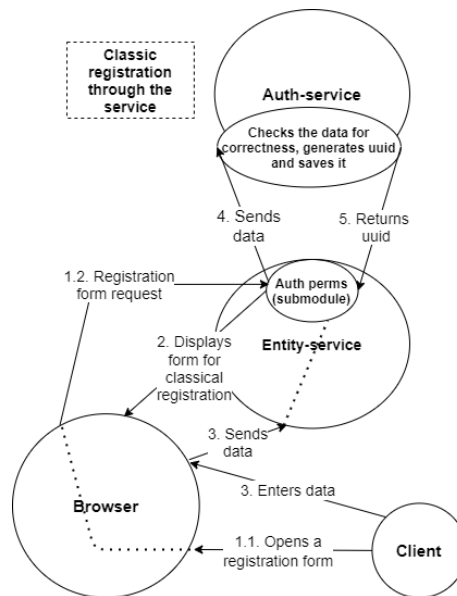 Classic
registration
through the
service
Auth-service
Checks the data for
correctness, generates uuid
and saves it
4. Sends
data
5. Returns
uuid
1.2. Registration
form request
Auth perms
(submodule)
2. Displays
form for
classical
registration
Entity-service
3. Sends
data
3. Enters data
Browser
1.1. Opens a
registration form
Client